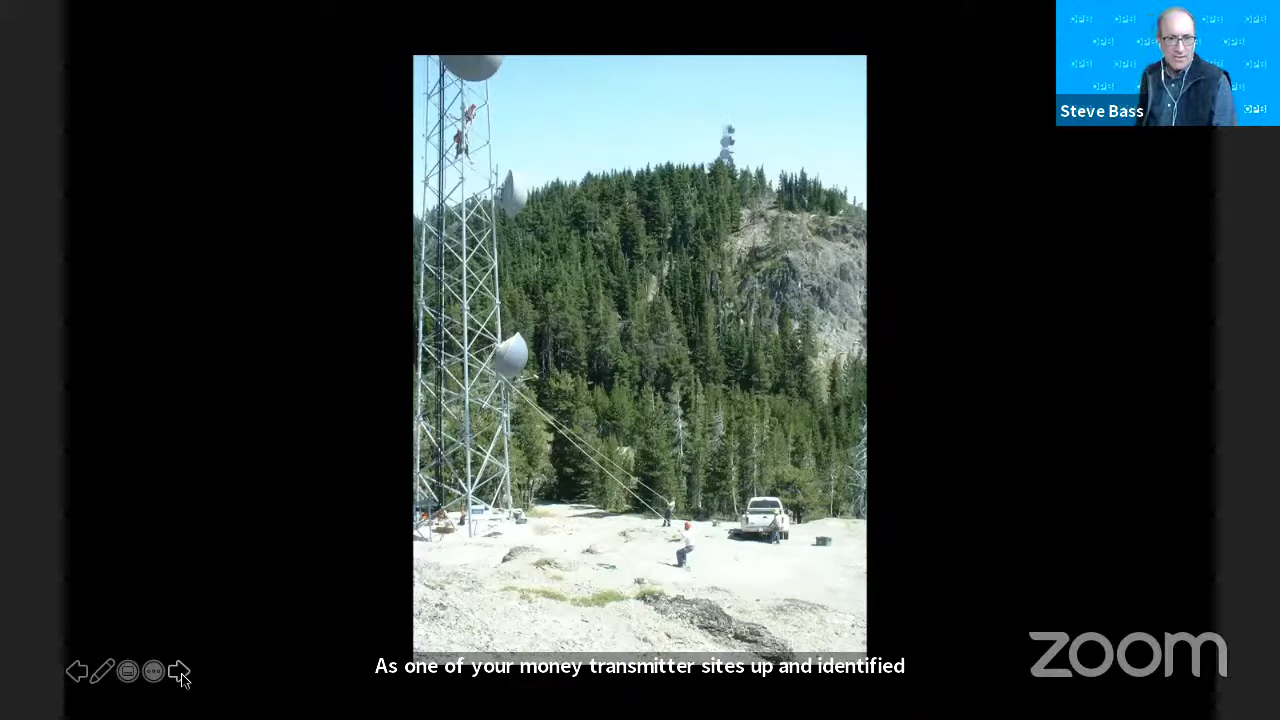 Steve Bass
OPB
As one of your money transmitter sites up and identified
zoom